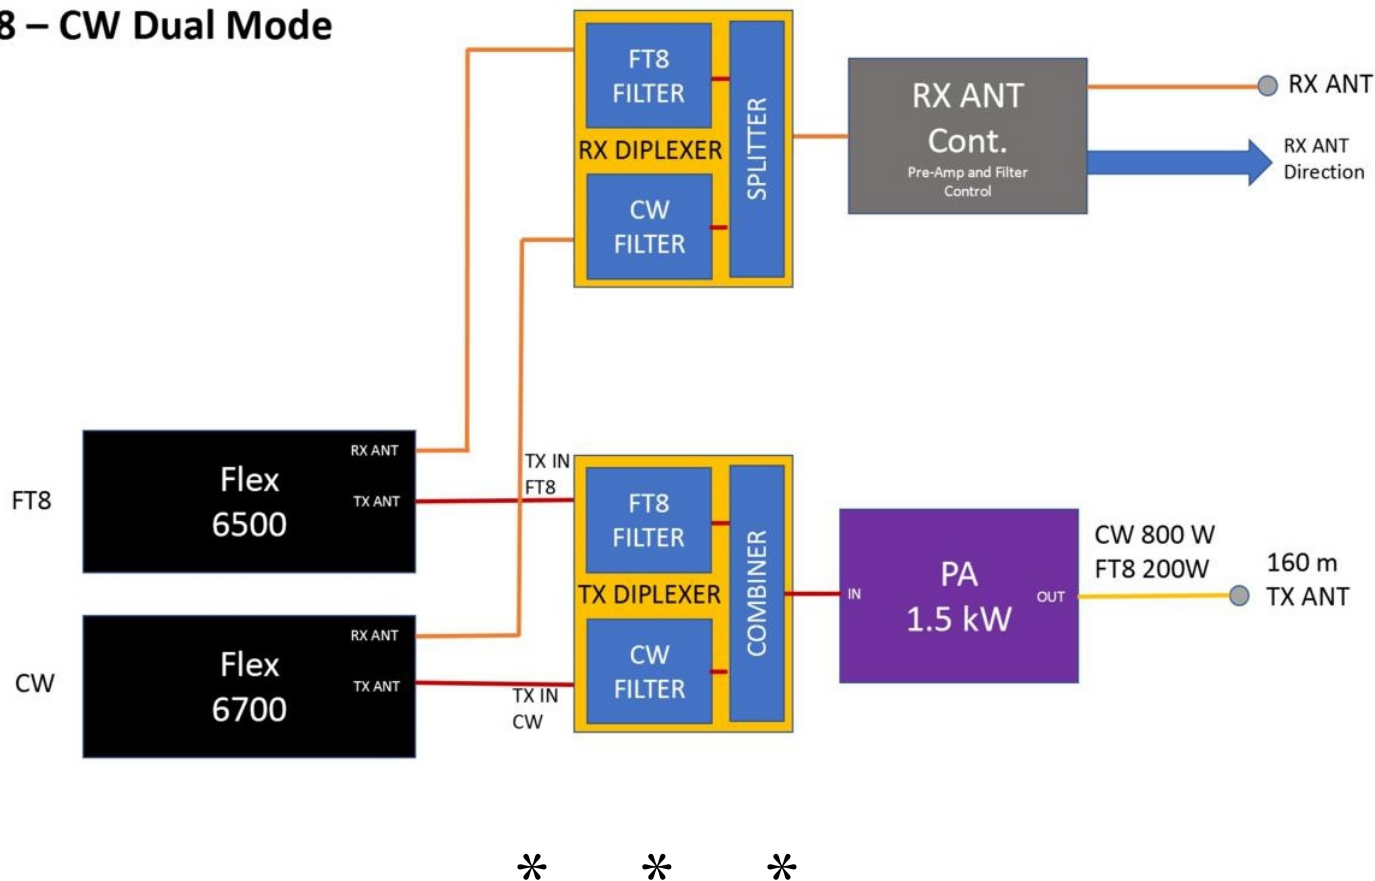 8 – CW Dual Mode
FT8
FILTER
RX DIPLEXER
CW
FILTER
SPLITTER
RX ANT
Cont.
Pre-Amp and Filter
Control
RX ANT
RX ANT
Direction
FT8
Flex
6500
RX ANT
TX ANT
TX IN
FT8
CW
Flex
6700
RX ANT
TX ANT
TX IN
CW
FT8
FILTER
TX DIPLEXER
CW
FILTER
COMBINER
IN
PA
1.5 kW
OUT
CW 800 W
FT8 200W
160 m
TX ANT
* * *